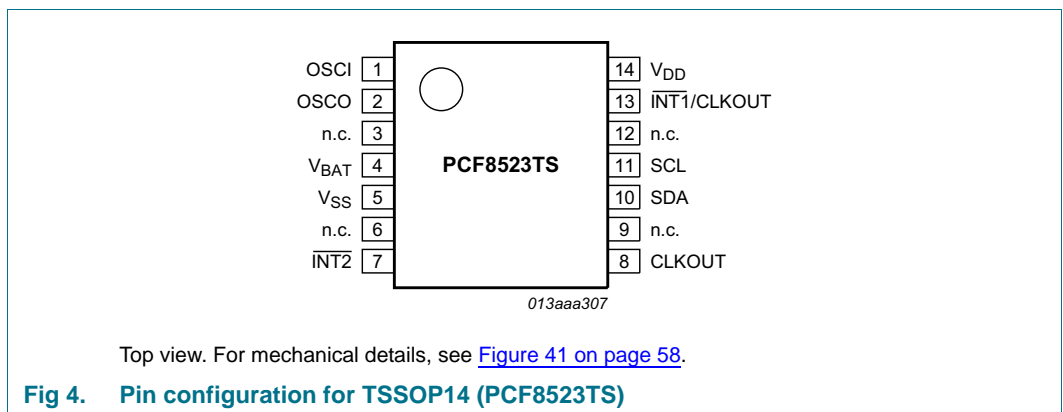 OSCI 1
OSCO 2
n.c. 3
VBAT 4
VSS 5
n.c. 6
INT2 7
PCF8523TS
14 VDD
13 INT1/CLKOUT
12 n.c.
11 SCL
10 SDA
9 n.c.
8 CLKOUT
013aaa307
Top view. For mechanical details, see Figure 41 on page 58.
Fig 4. Pin configuration for TSSOP14 (PCF8523TS)